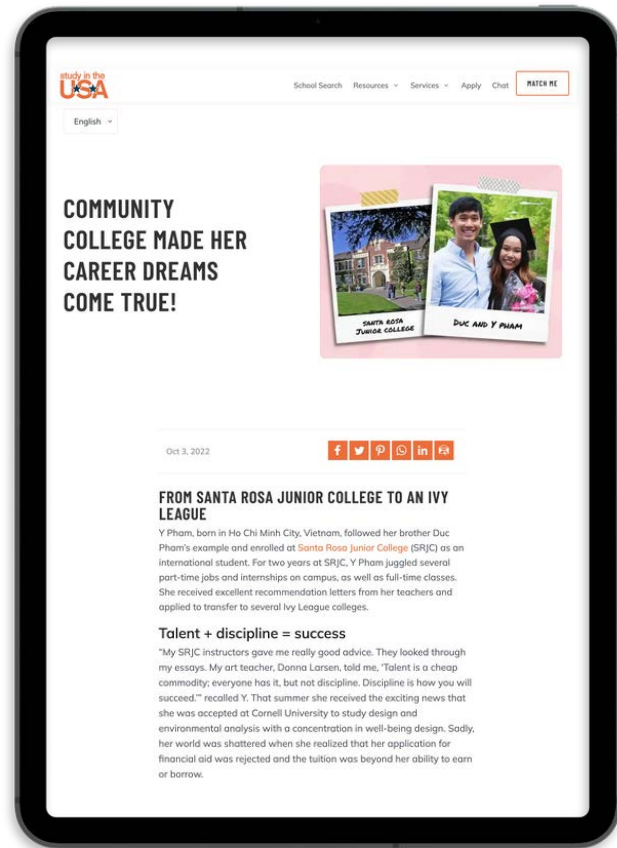 study in the
USA
School Search Resources Services Apply Chat MATCH ME
English
COMMUNITY
COLLEGE MADE HER
CAREER DREAMS
COME TRUE!
SANTA ROSA
JUNIOR COLLEGE
DUC AND Y PHAM
Oct 3, 2022
FROM SANTA ROSA JUNIOR COLLEGE TO AN IVY
LEAGUE
Y Pham, born in Ho Chi Minh City, Vietnam, followed her brother Duc
Pham's example and enrolled at Santa Rosa Junior College (SRJC) as an
international student. For two years at SRJC, Y Pham juggled several
part-time jobs and internships on campus, as well as full-time classes.
She received excellent recommendation letters from her teachers and
applied to transfer to several Ivy League colleges.
Talent + discipline = success
"My SRJC instructors gave me really good advice. They looked through
my essays. My art teacher, Donna Larsen, told me, 'Talent is a cheap
commodity; everyone has it, but not discipline. Discipline is how you will
succeed.'" recalled Y. That summer she received the exciting news that
she was accepted at Cornell University to study design and
environmental analysis with a concentration in well-being design. Sadly,
her world was shattered when she realized that her application for
financial aid was rejected and the tuition was beyond her ability to earn
or borrow.